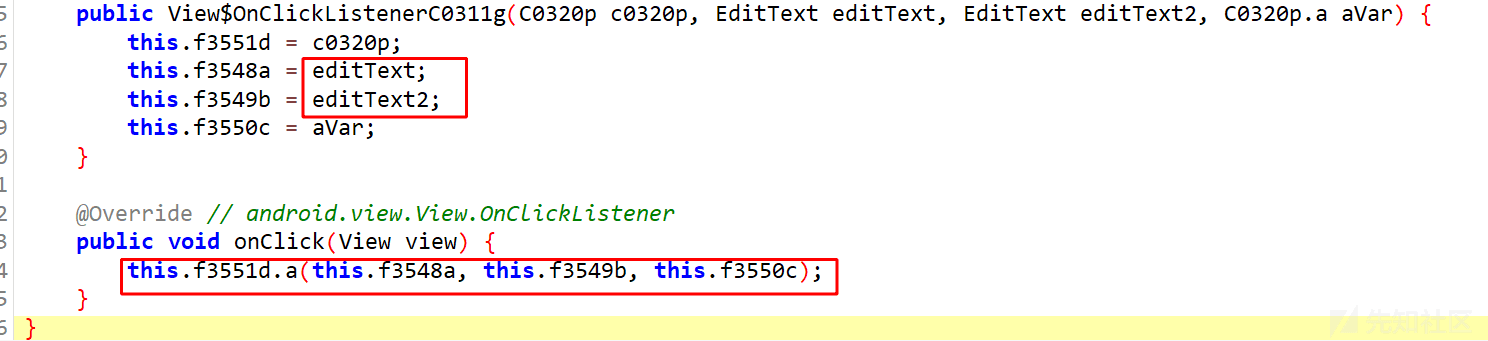 5 public View$OnClickListenerC0311g(C0320p c0320p, EditText editText, EditText editText2, C0320p.a aVar) {
6 this.f3551d = c0320p;
7 this.f3548a = editText;
8 this.f3549b = editText2;
9 this.f3550c = aVar;
0 }
1
2 @Override // android.view.View.OnClickListener
3 public void onClick(View view) {
4 this.f3551d.a(this.f3548a, this.f3549b, this.f3550c);
5 }
6 }
先知社区